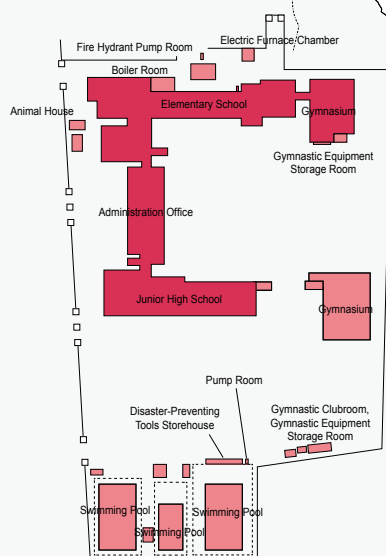 Fire Hydrant Pump Room
Electric Furnace Chamber
Boiler Room
Elementary School
Gymnasium
Animal House
Gymnastic Equipment
Storage Room
Administration Office
Junior High School
Gymnasium
Pump Room
Disaster-Preventing
Tools Storehouse
Gymnastic Clubroom,
Gymnastic Equipment
Storage Room
Swimming Pool
Swimming Pool
Swimming Pool